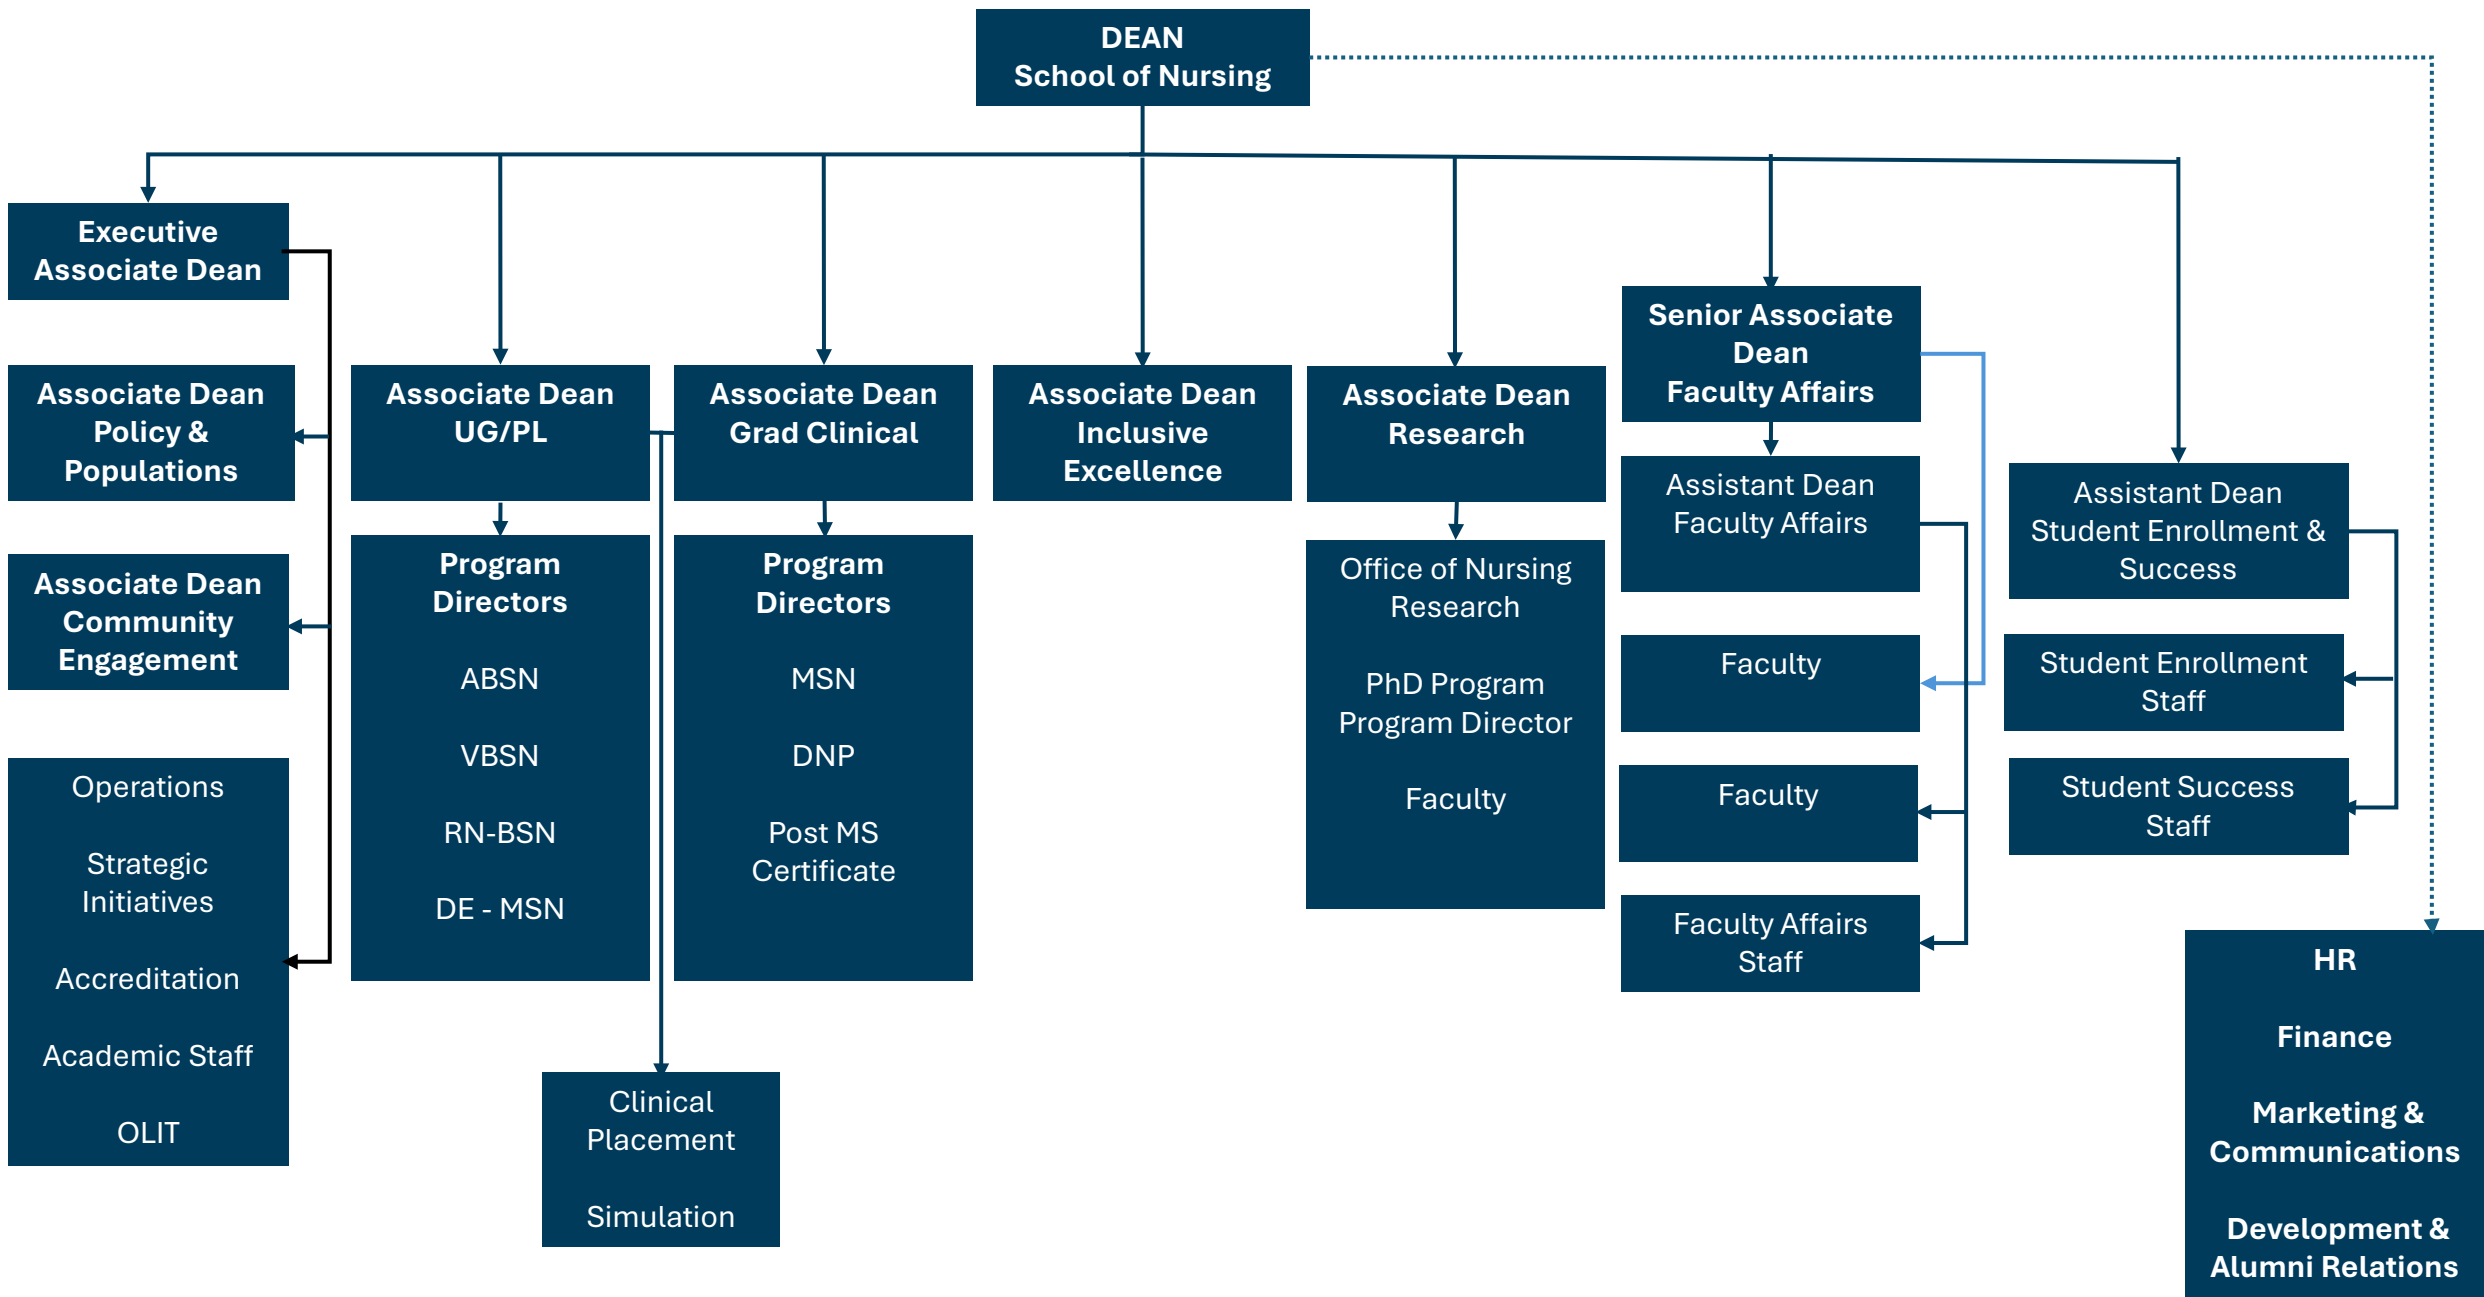 DEAN
School of Nursing
Executive
Associate Dean
Associate Dean
Policy &
Populations
Associate Dean
Community
Engagement
Operations
Strategic
Initiatives
Accreditation
Academic Staff
OLIT
Associate Dean
UG/PL
Program
Directors
ABSN
VBSN
RN-BSN
DE - MSN
Associate Dean
Grad Clinical
Program
Directors
MSN
DNP
Post MS
Certificate
Clinical
Placement
Simulation
Associate Dean
Inclusive
Excellence
Associate Dean
Research
Office of Nursing
Research
PhD Program
Program Director
Faculty
Senior Associate
Dean
Faculty Affairs
Assistant Dean
Faculty Affairs
Faculty
Faculty
Faculty Affairs
Staff
Assistant Dean
Student Enrollment &
Success
Student Enrollment
Staff
Student Success
Staff
HR
Finance
Marketing &
Communications
Development &
Alumni Relations